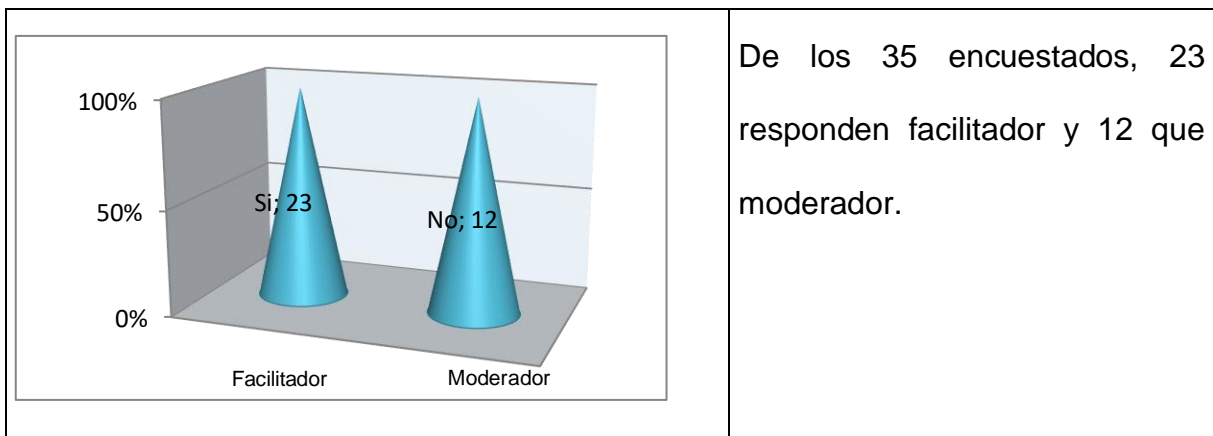 100%
50%
0%
Si; 23
No; 12
Facilitador
Moderador
De los 35 encuestados, 23
responden facilitador y 12 que
moderador.